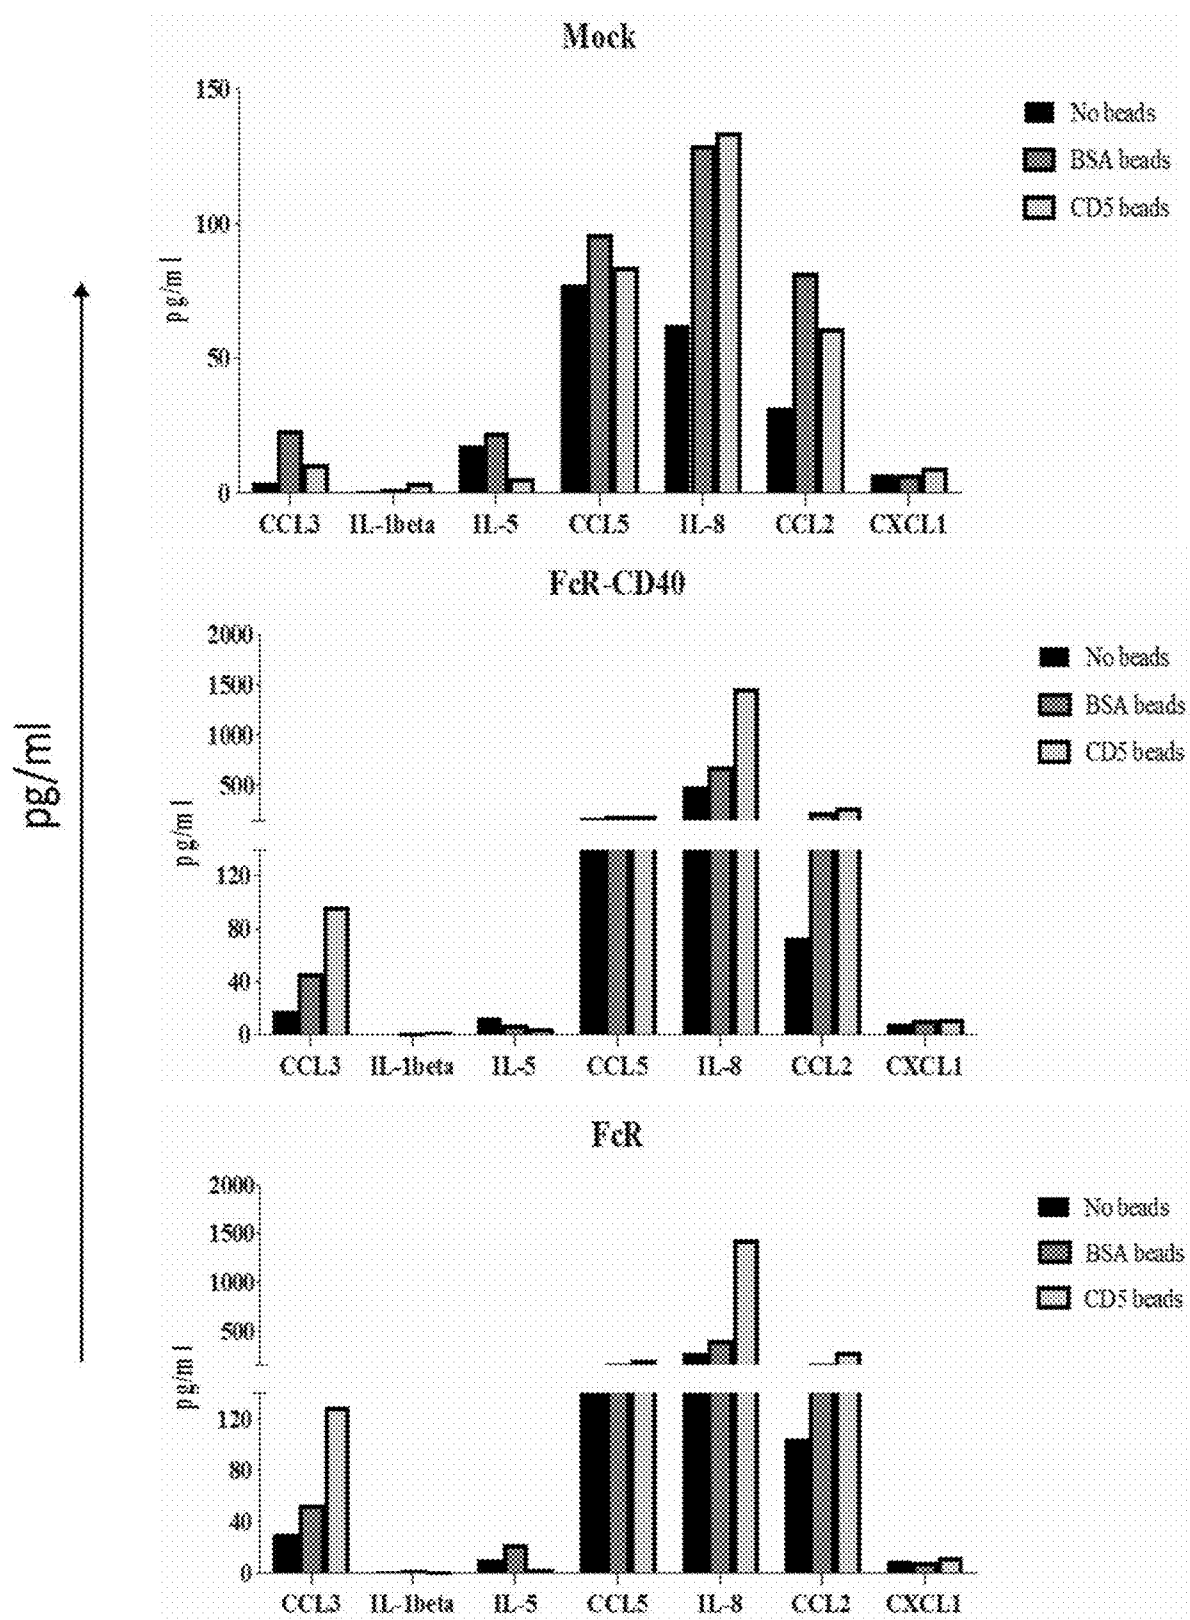 Mock
150
100
50
0
pg/ml
No beads
BSA beads
CD5 beads
CCL3 IL-1beta IL-5 CCL5 IL-8 CCL2 CXCL1
pg/ml
FcR-CD40
2000
1500
1000
500
120
80
40
0
pg/ml
No beads
BSA beads
CD5 beads
CCL3 IL-1beta IL-5 CCL5 IL-8 CCL2 CXCL1
FcR
2000
1500
1000
500
120
80
40
0
pg/ml
No beads
BSA beads
CD5 beads
CCL3 IL-1beta IL-5 CCL5 IL-8 CCL2 CXCL1